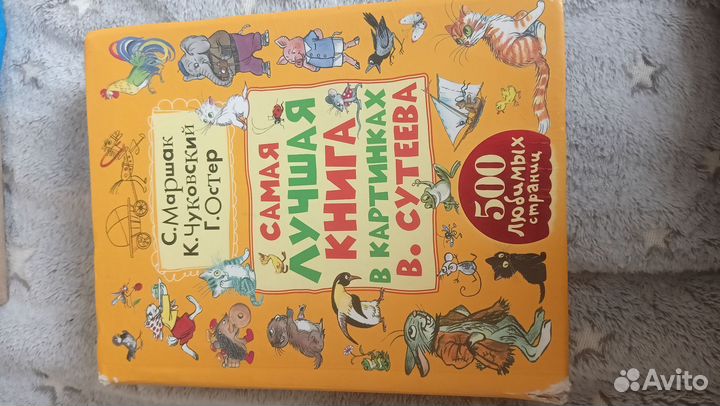 С. Маршак
К. Чуковский
Г. Остер
САМАЯ
ЛУЧШАЯ
КНИГА
В КАРТИНКАХ
В. СУТЕЕВА
500
любимых
страниц
Avito